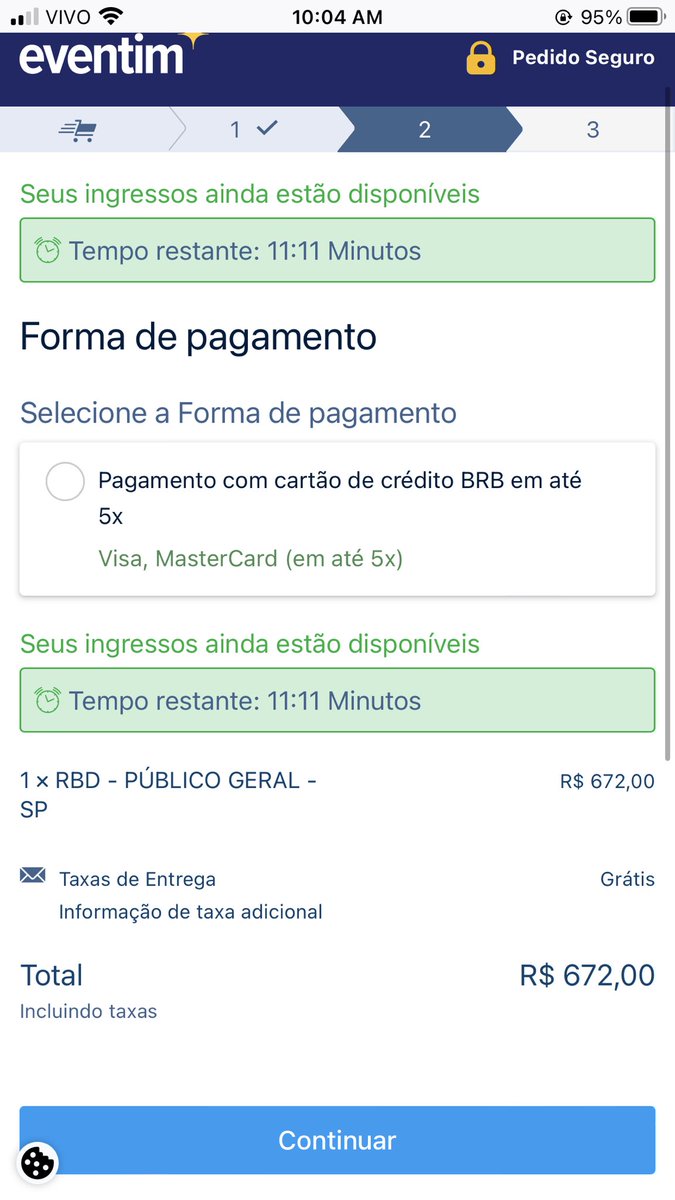 VIVO 10:04 AM 95%
eventim Pedido Seguro
1 2 3
Seus ingressos ainda estão disponíveis
Tempo restante: 11:11 Minutos
Forma de pagamento
Selecione a Forma de pagamento
Pagamento com cartão de crédito BRB em até
5x
Visa, MasterCard (em até 5x)
Seus ingressos ainda estão disponíveis
Tempo restante: 11:11 Minutos
1 × RBD - PÚBLICO GERAL - R$ 672,00
SP
Taxas de Entrega Grátis
Informação de taxa adicional
Total R$ 672,00
Incluindo taxas
Continuar